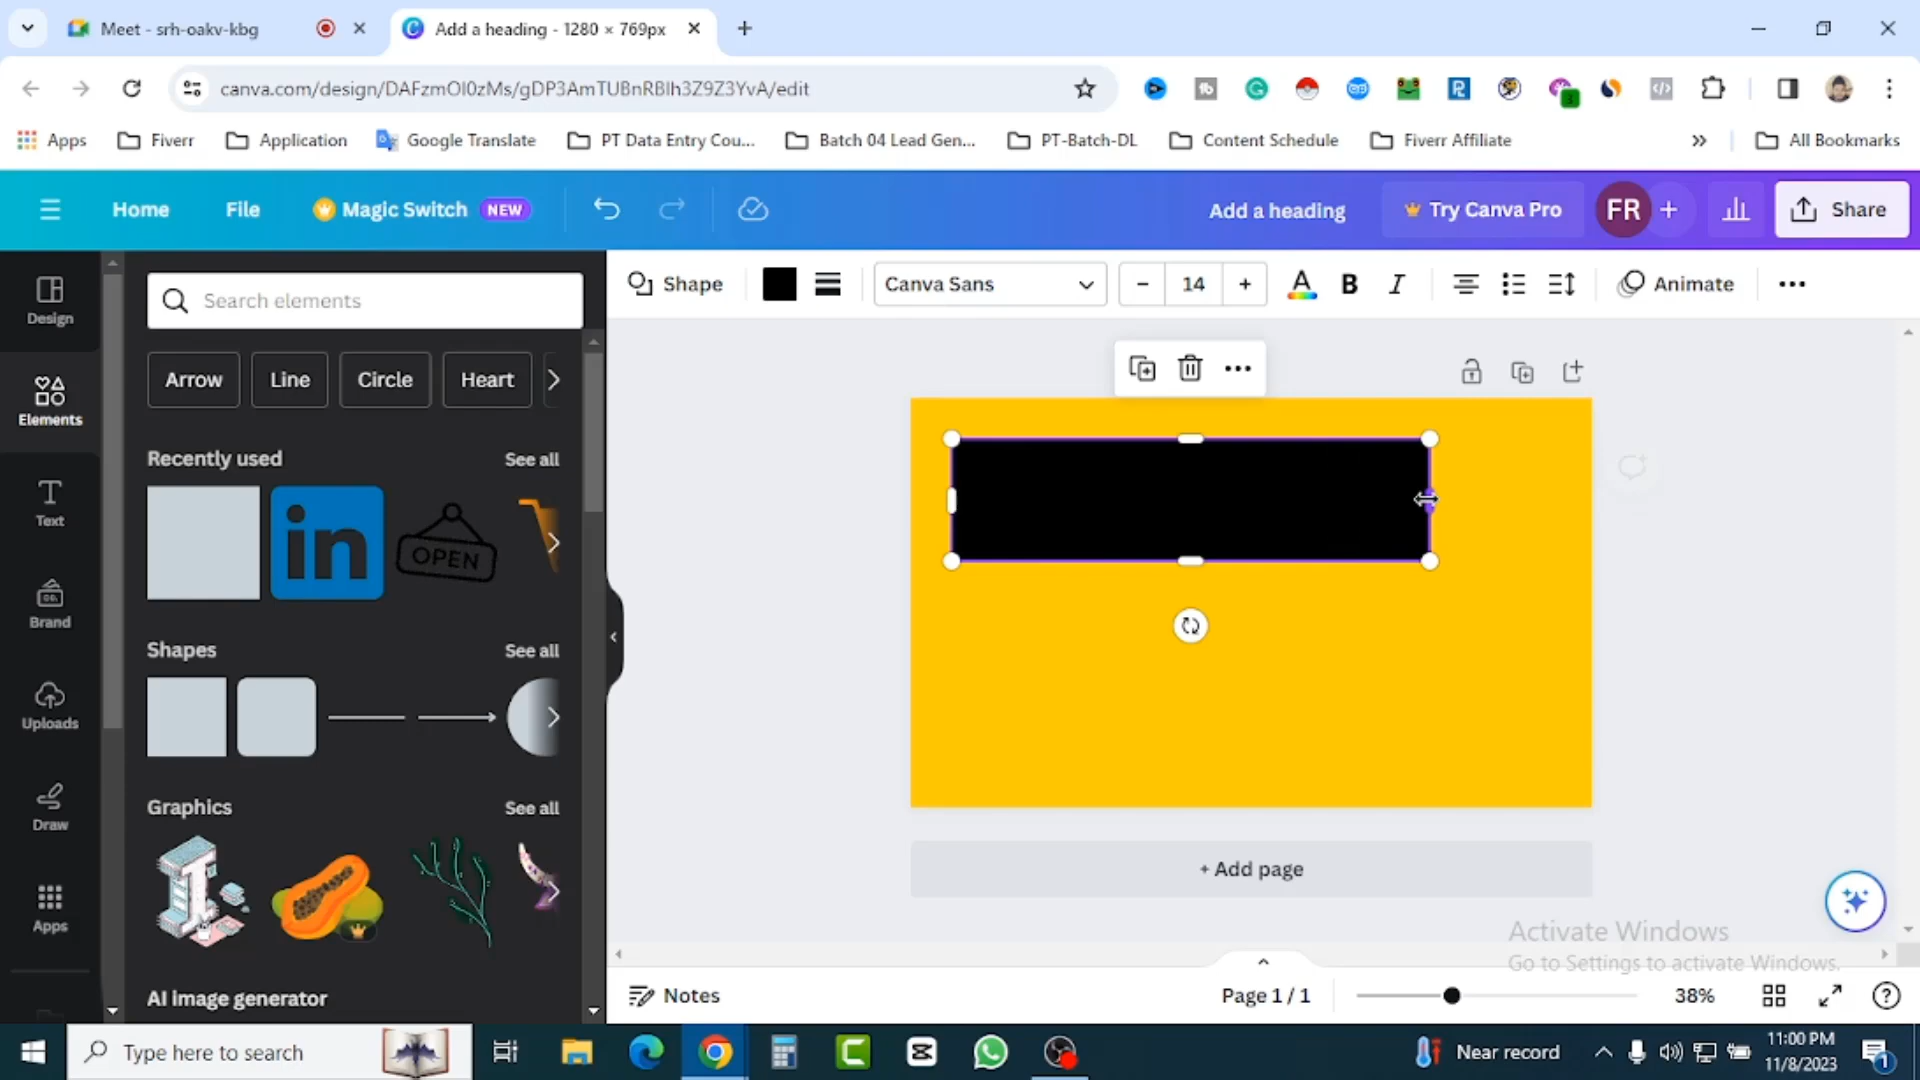 Meet - srh-oakv-kbg
Add a heading - 1280 × 769px
canva.com/design/DAFzmOI0zMs/gDP3AmTUBnRBlh3Z9Z3YvA/edit
Apps
Fiverr
Application
Google Translate
PT Data Entry Cou...
Batch 04 Lead Gen...
PT-Batch-DL
Content Schedule
Fiverr Affiliate
All Bookmarks
Home
File
Magic Switch NEW
Add a heading
Try Canva Pro
FR
Share
Design
Elements
Text
Brand
Uploads
Draw
Apps
Search elements
Arrow
Line
Circle
Heart
Recently used
See all
in
OPEN
Shapes
See all
Graphics
See all
AI image generator
Shape
Canva Sans
14
A
B
I
Animate
+ Add page
Activate Windows
Go to Settings to activate Windows.
Notes
Page 1 / 1
38%
Type here to search
Near record
11:00 PM
11/8/2023
1